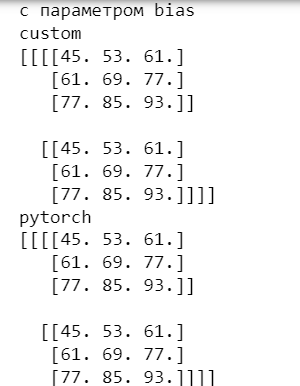 с параметром bias
custom
[[[[45. 53. 61.]
[61. 69. 77.]
[77. 85. 93.]]
[[45. 53. 61.]
[61. 69. 77.]
[77. 85. 93.]]]]
pytorch
[[[[45. 53. 61.]
[61. 69. 77.]
[77. 85. 93.]]
[[45. 53. 61.]
[61. 69. 77.]
[77. 85. 93.]]]]